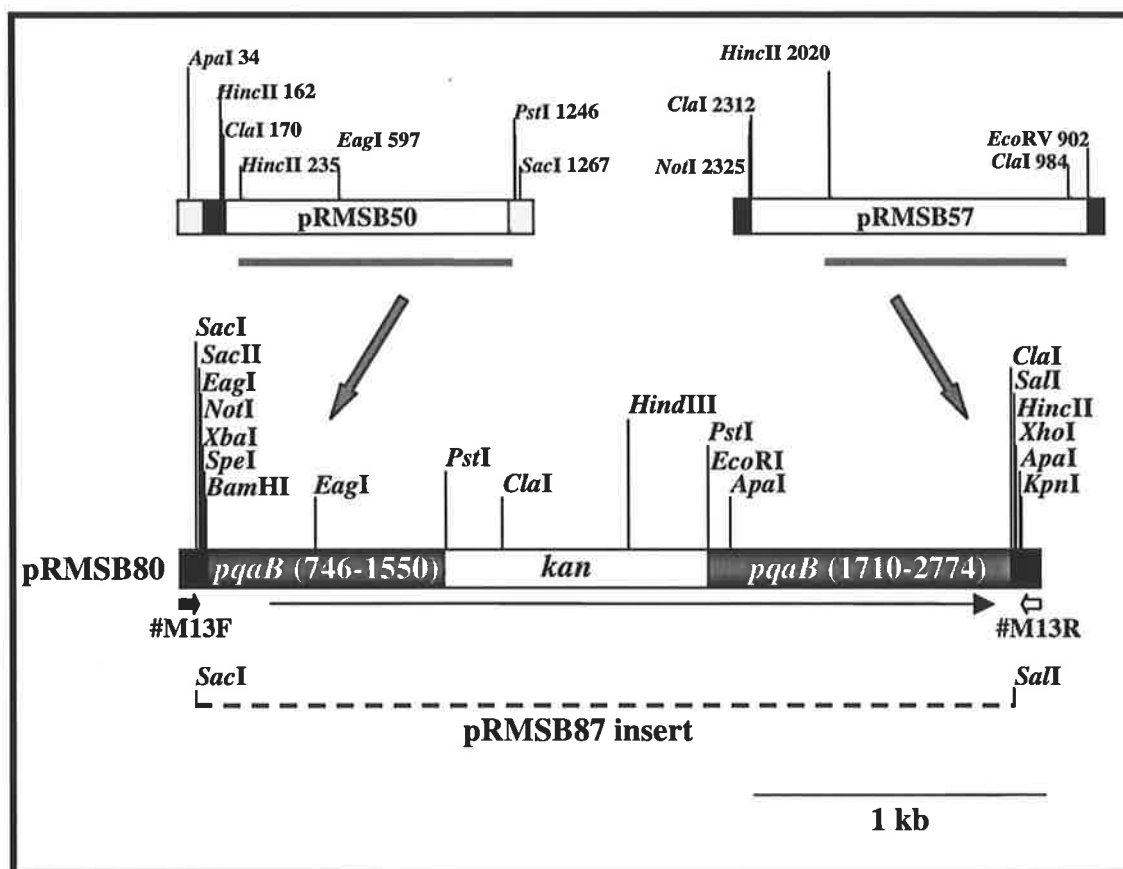 ApaI 34
HincII 162
ClaI 170
HincII 235
EagI 597
PstI 1246
SacI 1267
pRMSB50
HincII 2020
ClaI 2312
NotI 2325
EcoRV 902
ClaI 984
pRMSB57
SacI
SacII
EagI
NotI
XbaI
SpeI
BamHI
EagI
PstI
ClaI
HindIII
PstI
EcoRI
ApaI
ClaI
SalI
HincII
XhoI
ApaI
KpnI
pRMSB80
pqaB (746-1550)
kan
pqaB (1710-2774)
#M13F
#M13R
SacI
SalI
pRMSB87 insert
1 kb